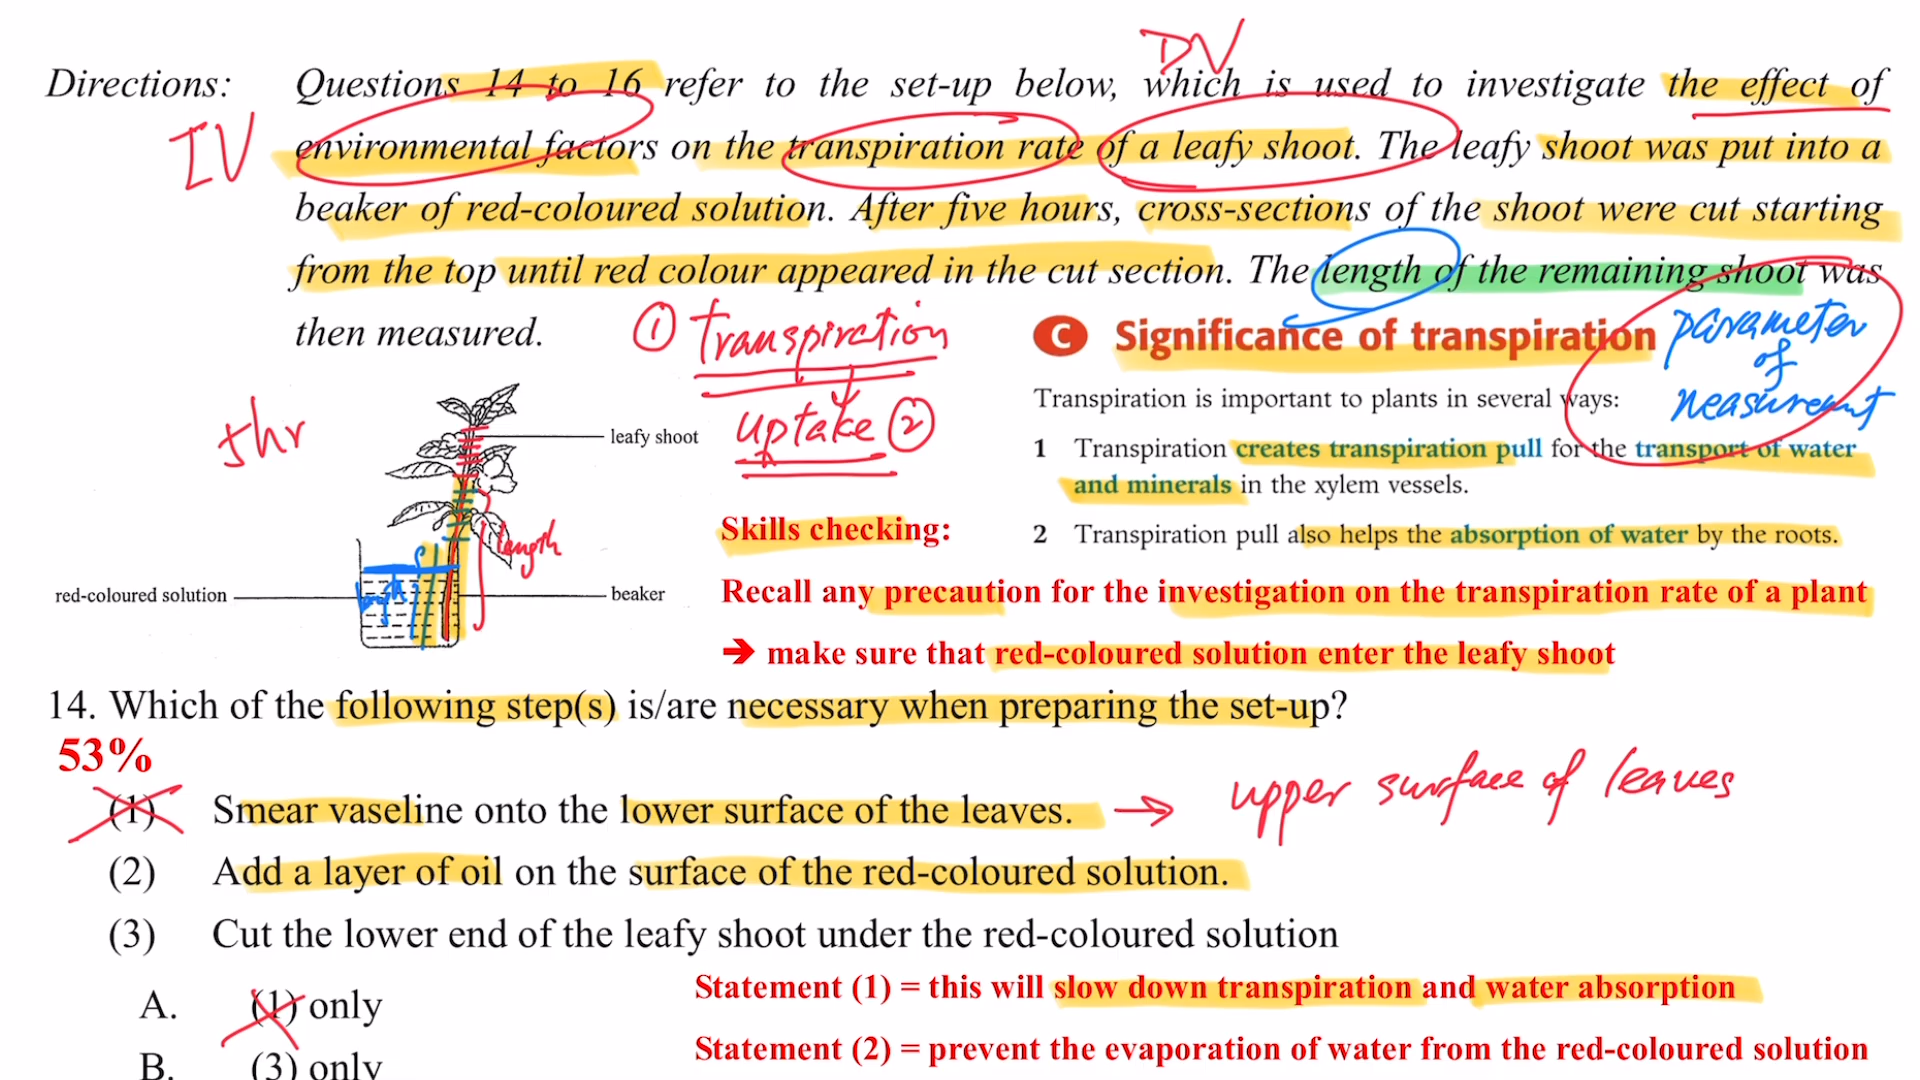 DV
Directions: Questions 14 to 16 refer to the set-up below, which is used to investigate the effect of
IV
environmental factors on the transpiration rate of a leafy shoot. The leafy shoot was put into a
beaker of red-coloured solution. After five hours, cross-sections of the shoot were cut starting
from the top until red colour appeared in the cut section. The length of the remaining shoot was
then measured.
① transpiration
C Significance of transpiration
parameter
of
measurement
Transpiration is important to plants in several ways:
leafy shoot
uptake ②
1 Transpiration creates transpiration pull for the transport of water
and minerals in the xylem vessels.
Skills checking:
2 Transpiration pull also helps the absorption of water by the roots.
length
red-coloured solution
beaker
Recall any precaution for the investigation on the transpiration rate of a plant
➔ make sure that red-coloured solution enter the leafy shoot
14. Which of the following step(s) is/are necessary when preparing the set-up?
53%
(1) Smear vaseline onto the lower surface of the leaves. → upper surface of leaves
(2) Add a layer of oil on the surface of the red-coloured solution.
(3) Cut the lower end of the leafy shoot under the red-coloured solution
Statement (1) = this will slow down transpiration and water absorption
A. (1) only
Statement (2) = prevent the evaporation of water from the red-coloured solution
B. (3) only